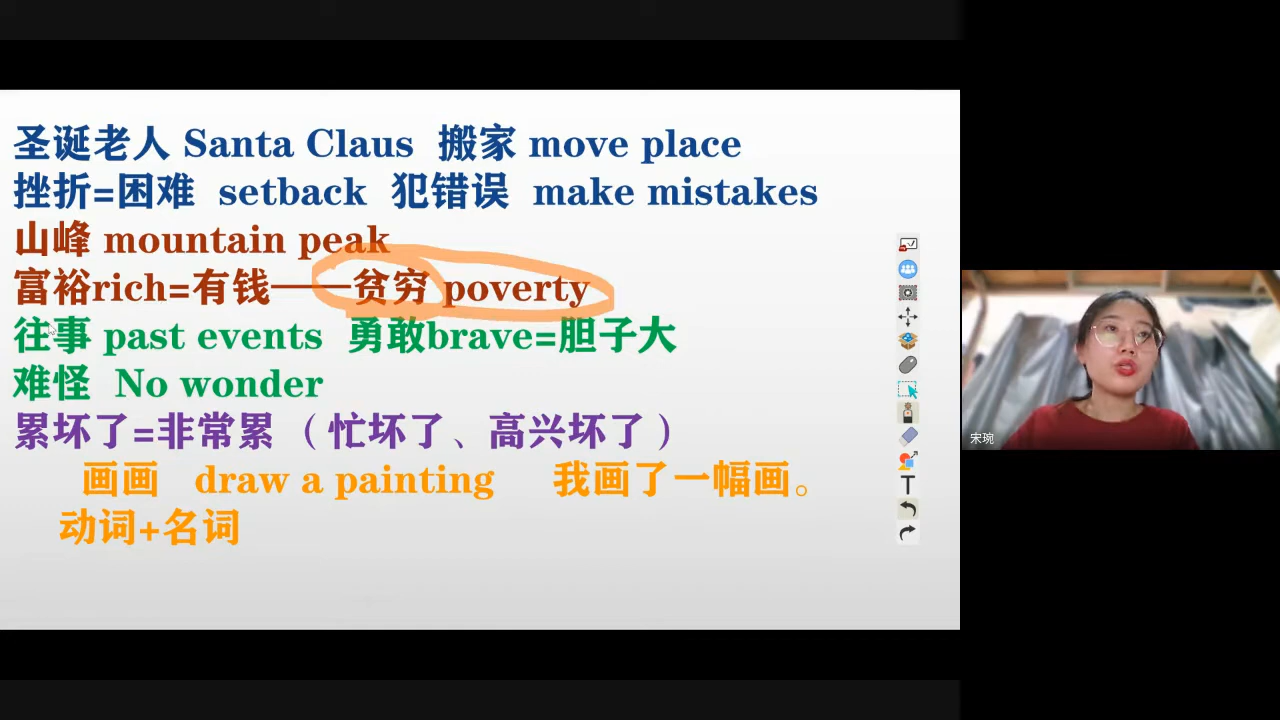 圣诞老人 Santa Claus 搬家 move place
挫折=困难 setback 犯错误 make mistakes
山峰 mountain peak
富裕rich=有钱——贫穷 poverty
往事 past events 勇敢brave=胆子大
难怪 No wonder
累坏了=非常累 （忙坏了、高兴坏了）
画画 draw a painting 我画了一幅画。
动词+名词
T
宋琬